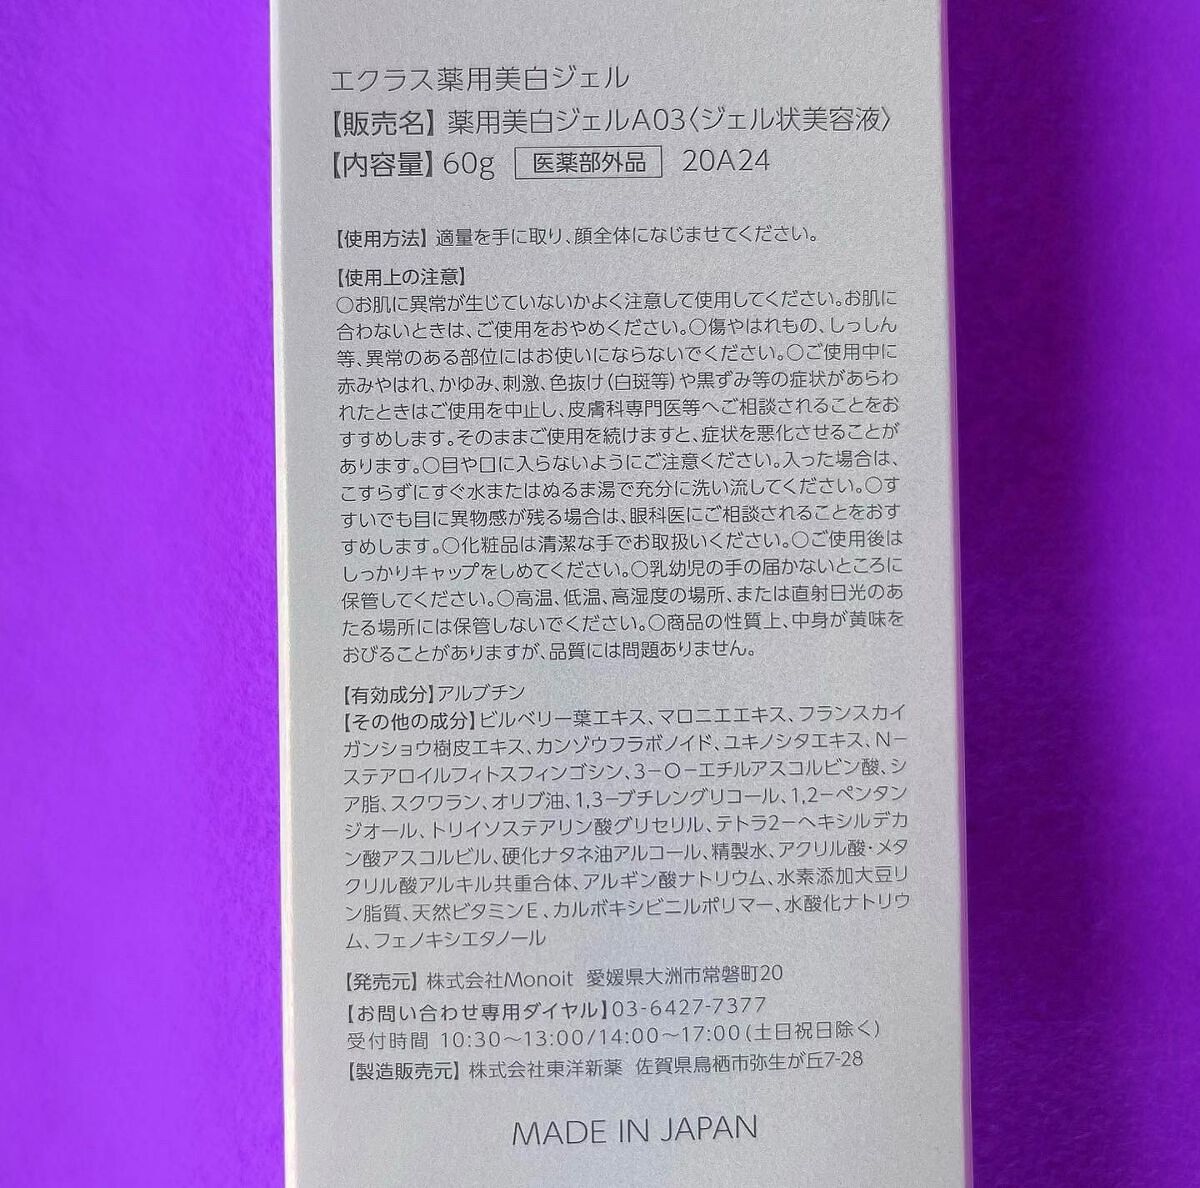 エクラス薬用美白ジェル
【販売名】薬用美白ジェルA03〈ジェル状美容液〉
【内容量】60g 医薬部外品 20A24
【使用方法】適量を手に取り、顔全体になじませてください。
【使用上の注意】
○お肌に異常が生じていないかよく注意して使用してください。お肌に
合わないときは、ご使用をおやめください。○傷やはれもの、しっしん
等、異常のある部位にはお使いにならないでください。○ご使用中に
赤みやはれ、かゆみ、刺激、色抜け(白斑等)や黒ずみ等の症状があらわ
れたときはご使用を中止し、皮膚科専門医等へご相談されることをお
すすめします。そのままご使用を続けますと、症状を悪化させることが
あります。○目や口に入らないようにご注意ください。入った場合は、
こすらずにすぐ水またはぬるま湯で充分に洗い流してください。○す
すいでも目に異物感が残る場合は、眼科医にご相談されることをおす
すめします。○化粧品は清潔な手でお取扱いください。○ご使用後は
しっかりキャップをしめてください。○乳幼児の手の届かないところに
保管してください。○高温、低温、高湿度の場所、または直射日光のあ
たる場所には保管しないでください。○商品の性質上、中身が黄味を
おびることがありますが、品質には問題ありません。
【有効成分】アルブチン
【その他の成分】ビルベリー葉エキス、マロニエエキス、フランスカイ
ガンショウ樹皮エキス、カンゾウフラボノイド、ユキノシタエキス、N－
ステアロイルフィトスフィンゴシン、3－O－エチルアスコルビン酸、シ
ア脂、スクワラン、オリブ油、1,3－ブチレングリコール、1,2－ペンタン
ジオール、トリイソステアリン酸グリセリル、テトラ2－ヘキシルデカ
ン酸アスコルビル、硬化ナタネ油アルコール、精製水、アクリル酸・メタ
クリル酸アルキル共重合体、アルギン酸ナトリウム、水素添加大豆リ
ン脂質、天然ビタミンE、カルボキシビニルポリマー、水酸化ナトリウ
ム、フェノキシエタノール
【発売元】株式会社Monoit 愛媛県大洲市常磐町20
【お問い合わせ専用ダイヤル】03-6427-7377
受付時間 10:30～13:00/14:00～17:00(土日祝日除く)
【製造販売元】株式会社東洋新薬 佐賀県鳥栖市弥生が丘7-28
MADE IN JAPAN